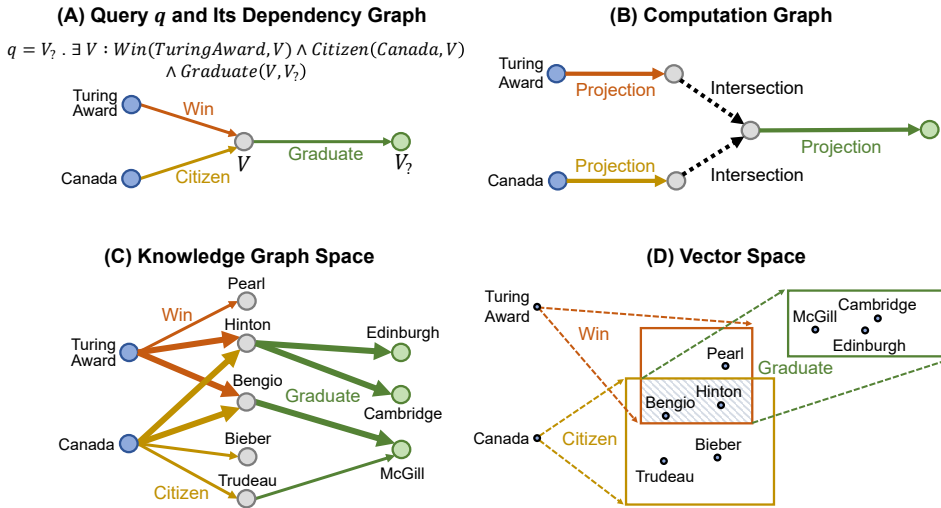 (A) Query q and Its Dependency Graph
q = V? . ∃ V : Win(TuringAward, V) ∧ Citizen(Canada, V)
∧ Graduate(V, V?)
Turing
Award
Win
Canada
Citizen
V
Graduate
V?
(B) Computation Graph
Turing
Award
Projection
Intersection
Projection
Canada
Projection
Intersection
(C) Knowledge Graph Space
Pearl
Win
Hinton
Turing
Award
Edinburgh
Bengio
Graduate
Cambridge
Canada
Bieber
McGill
Citizen
Trudeau
(D) Vector Space
Turing
Award
Win
Cambridge
McGill
Edinburgh
Pearl
Graduate
Hinton
Bengio
Canada
Citizen
Bieber
Trudeau